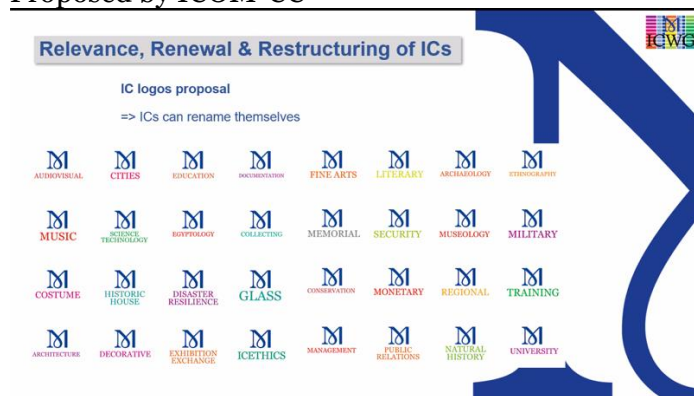 Proposed by ICOM-CC
Relevance, Renewal & Restructuring of ICs
ICWG
IC logos proposal
=> ICs can rename themselves
AUDIOVISUAL
CITIES
EDUCATION
DOCUMENTATION
FINE ARTS
LITERARY
ARCHAEOLOGY
ETHNOGRAPHY
MUSIC
SCIENCE
TECHNOLOGY
EGYPTOLOGY
COLLECTING
MEMORIAL
SECURITY
MUSEOLOGY
MILITARY
COSTUME
HISTORIC
HOUSE
DISASTER
RESILIENCE
GLASS
CONSERVATION
MONETARY
REGIONAL
TRAINING
ARCHITECTURE
DECORATIVE
EXHIBITION
EXCHANGE
ICETHICS
MANAGEMENT
PUBLIC
RELATIONS
NATURAL
HISTORY
UNIVERSITY